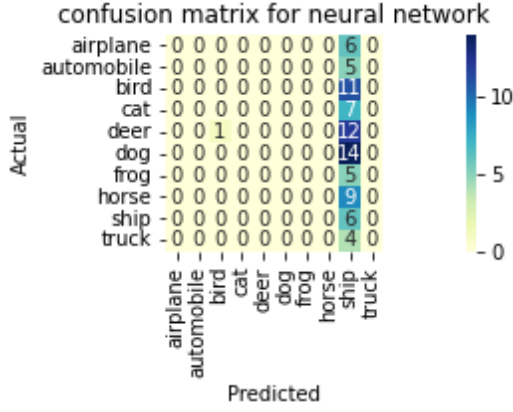 confusion matrix for neural network
airplane 0 0 0 0 0 0 0 0 6 0
automobile 0 0 0 0 0 0 0 0 5 0
bird 0 0 0 0 0 0 0 0 11 0
cat 0 0 0 0 0 0 0 0 7 0
deer 0 0 1 0 0 0 0 0 12 0
dog 0 0 0 0 0 0 0 0 14 0
frog 0 0 0 0 0 0 0 0 5 0
horse 0 0 0 0 0 0 0 0 9 0
ship 0 0 0 0 0 0 0 0 6 0
truck 0 0 0 0 0 0 0 0 4 0
Actual
airplane
automobile
bird
cat
deer
dog
frog
horse
ship
truck
Predicted
10
5
0